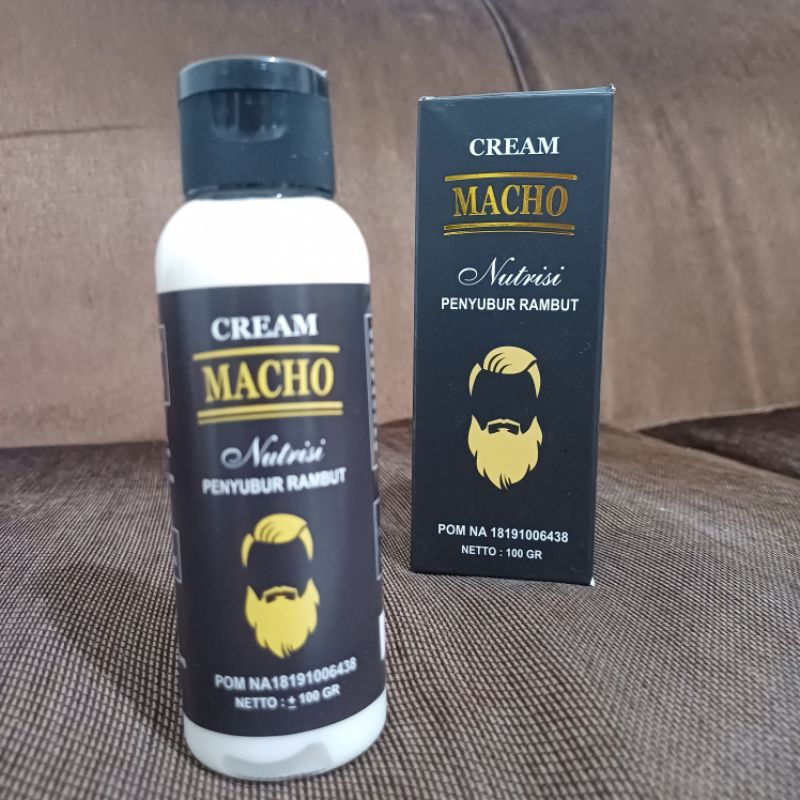 CREAM
MACHO
Nutrisi
PENYUBUR RAMBUT
POM NA18191006438
NETTO : ± 100 GR
CREAM
MACHO
Nutrisi
PENYUBUR RAMBUT
POM NA 18191006438
NETTO : 100 GR